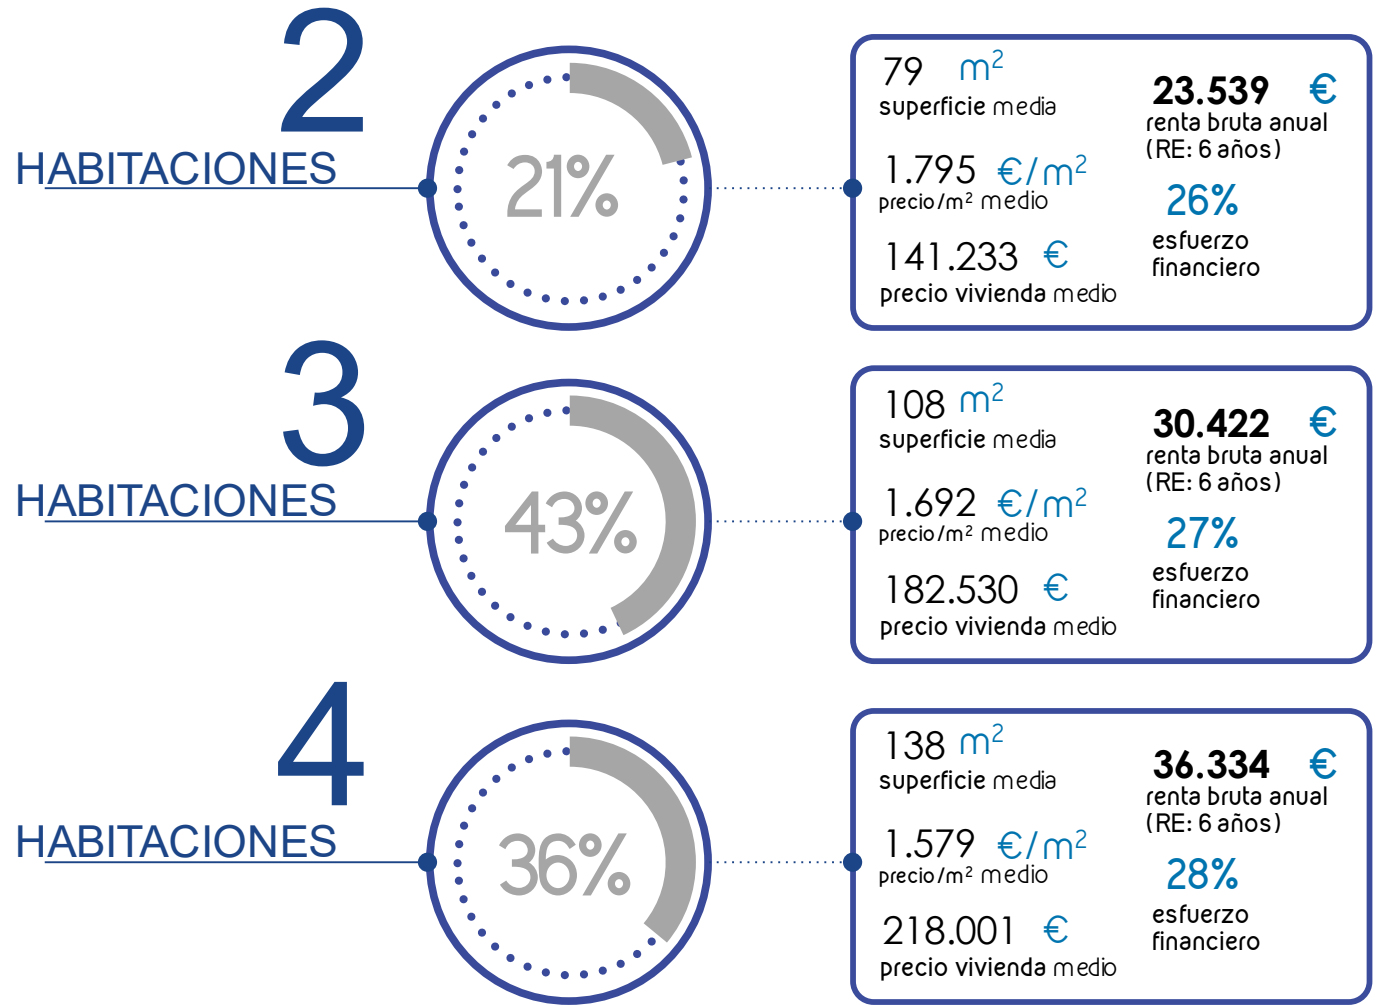 2
HABITACIONES
21%
79 m²
superficie media
1.795 €/m²
precio/m² medio
141.233 €
precio vivienda medio
23.539 €
renta bruta anual
(RE: 6 años)
26%
esfuerzo
financiero
3
HABITACIONES
43%
108 m²
superficie media
1.692 €/m²
precio/m² medio
182.530 €
precio vivienda medio
30.422 €
renta bruta anual
(RE: 6 años)
27%
esfuerzo
financiero
4
HABITACIONES
36%
138 m²
superficie media
1.579 €/m²
precio/m² medio
218.001 €
precio vivienda medio
36.334 €
renta bruta anual
(RE: 6 años)
28%
esfuerzo
financiero